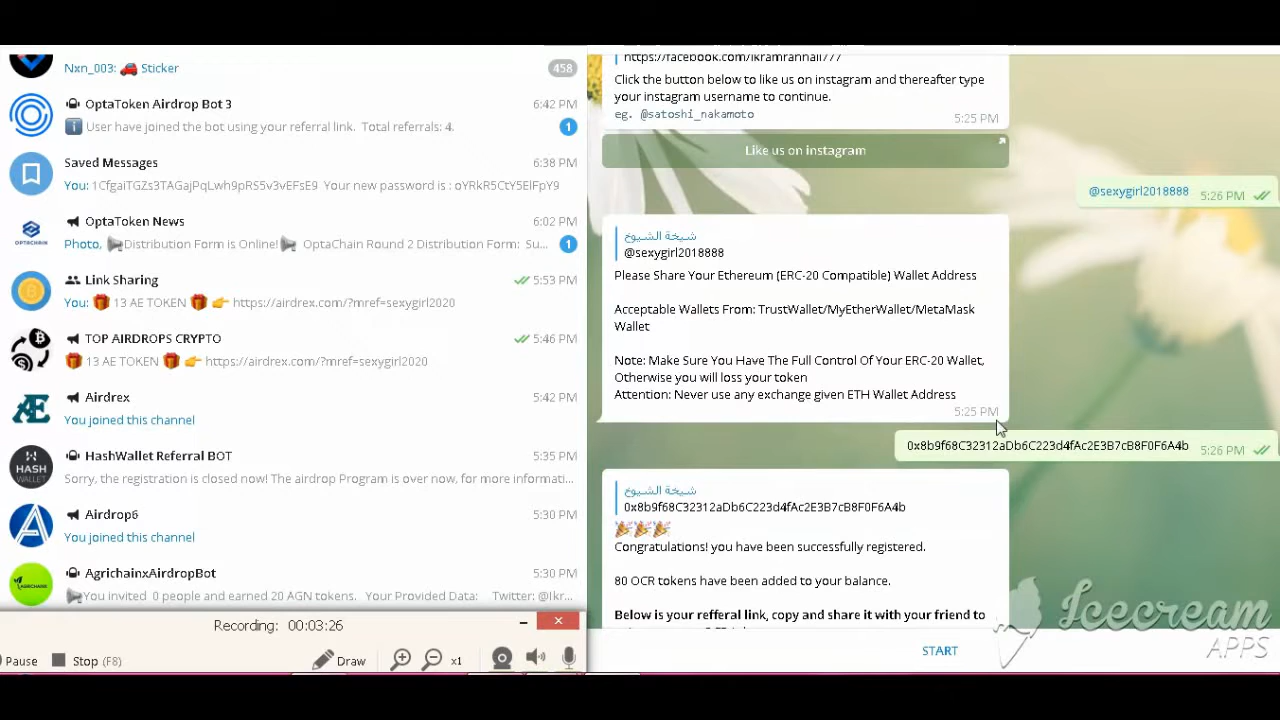 Nxn_003: 🚗 Sticker
458
OptaToken Airdrop Bot 3
6:42 PM
ℹ️ User have joined the bot using your referral link. Total referrals: 4.
1
Saved Messages
6:38 PM
You: 1CfgaiTGZs3TAGajPqLwh9pRS5v3vEFsE9 Your new password is : oYRkR5CtY5ElFpY9
OptaToken News
6:02 PM
OPTACHAIN
Photo, 📢Distribution Form is Online!📢 OptaChain Round 2 Distribution Form: Su...
1
Link Sharing
5:53 PM
You: 🎁 13 AE TOKEN 🎁 👉 https://airdrex.com/?mref=sexygirl2020
TOP AIRDROPS CRYPTO
5:46 PM
🎁 13 AE TOKEN 🎁 👉 https://airdrex.com/?mref=sexygirl2020
Airdrex
5:42 PM
You joined this channel
HashWallet Referral BOT
5:35 PM
HASH
WALLET
Sorry, the registration is closed now! The airdrop Program is over now, for more informati...
Airdrop6
5:30 PM
You joined this channel
AgrichainxAirdropBot
5:30 PM
📢You invited 0 people and earned 20 AGN tokens. Your Provided Data: Twitter: @Ikr...
Recording: 00:03:26
Pause
Stop (F8)
Draw
x1
https://facebook.com/ikramranhall777
Click the button below to like us on instagram and thereafter type
your instagram username to continue.
eg. @satoshi_nakamoto
5:25 PM
Like us on instagram
@sexygirl2018888
5:26 PM
شيخة الشيوخ
@sexygirl2018888
Please Share Your Ethereum (ERC-20 Compatible) Wallet Address
Acceptable Wallets From: TrustWallet/MyEtherWallet/MetaMask
Wallet
Note: Make Sure You Have The Full Control Of Your ERC-20 Wallet,
Otherwise you will loss your token
Attention: Never use any exchange given ETH Wallet Address
5:25 PM
0x8b9f68C32312aDb6C223d4fAc2E3B7cB8F0F6A4b
5:26 PM
شيخة الشيوخ
0x8b9f68C32312aDb6C223d4fAc2E3B7cB8F0F6A4b
🎉🎉🎉
Congratulations! you have been successfully registered.
80 OCR tokens have been added to your balance.
Below is your refferal link, copy and share it with your friend to
START
Icecream
APPS